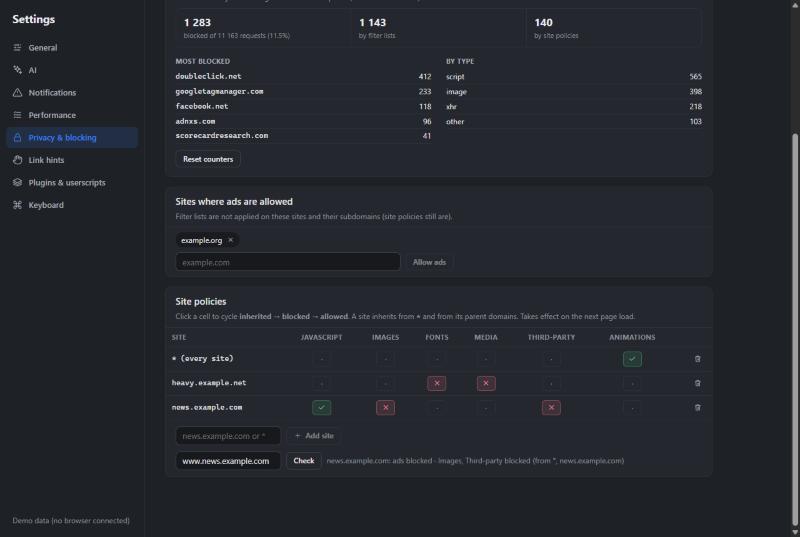 Settings
General
AI
Notifications
Performance
Privacy & blocking
Link hints
Plugins & userscripts
Keyboard
Demo data (no browser connected)
1 283
blocked of 11 163 requests (11.5%)
1 143
by filter lists
140
by site policies
MOST BLOCKED
doubleclick.net 412
googletagmanager.com 233
facebook.net 118
adnxs.com 96
scorecardresearch.com 41
BY TYPE
script 565
image 398
xhr 218
other 103
Reset counters
Sites where ads are allowed
Filter lists are not applied on these sites and their subdomains (site policies still are).
example.org ×
example.com
Allow ads
Site policies
Click a cell to cycle inherited → blocked → allowed. A site inherits from * and from its parent domains. Takes effect on the next page load.
SITE JAVASCRIPT IMAGES FONTS MEDIA THIRD-PARTY ANIMATIONS
* (every site) · · · · · ✓
heavy.example.net · · × × · ·
news.example.com ✓ × · · × ·
news.example.com or *
+ Add site
www.news.example.com
Check
news.example.com: ads blocked · Images, Third-party blocked (from *, news.example.com)